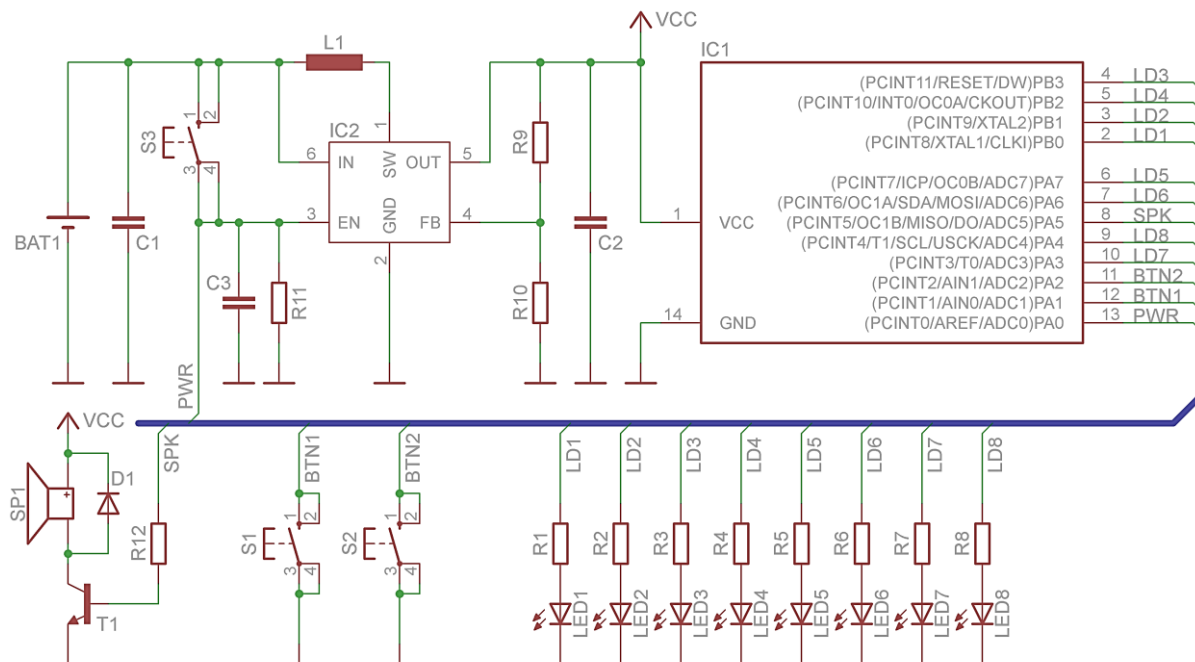 VCC
L1
IC1
1
2
S3
3
4
IC2
1
6
IN
SW
OUT
5
3
EN
GND
FB
4
2
R9
R10
C2
BAT1
C1
C3
R11
PWR
(PCINT11/RESET/DW)PB3
4
LD3
(PCINT10/INT0/OC0A/CKOUT)PB2
5
LD4
(PCINT9/XTAL2)PB1
3
LD2
(PCINT8/XTAL1/CLKI)PB0
2
LD1
(PCINT7/ICP/OC0B/ADC7)PA7
6
LD5
(PCINT6/OC1A/SDA/MOSI/ADC6)PA6
7
LD6
1
VCC
(PCINT5/OC1B/MISO/DO/ADC5)PA5
8
SPK
(PCINT4/T1/SCL/USCK/ADC4)PA4
9
LD8
(PCINT3/T0/ADC3)PA3
10
LD7
(PCINT2/AIN1/ADC2)PA2
11
BTN2
(PCINT1/AIN0/ADC1)PA1
12
BTN1
14
GND
(PCINT0/AREF/ADC0)PA0
13
PWR
VCC
SPK
BTN1
BTN2
LD1
LD2
LD3
LD4
LD5
LD6
LD7
LD8
SP1
+
D1
R12
T1
S1
1
2
3
4
S2
1
2
3
4
R1
R2
R3
R4
R5
R6
R7
R8
LED1
LED2
LED3
LED4
LED5
LED6
LED7
LED8